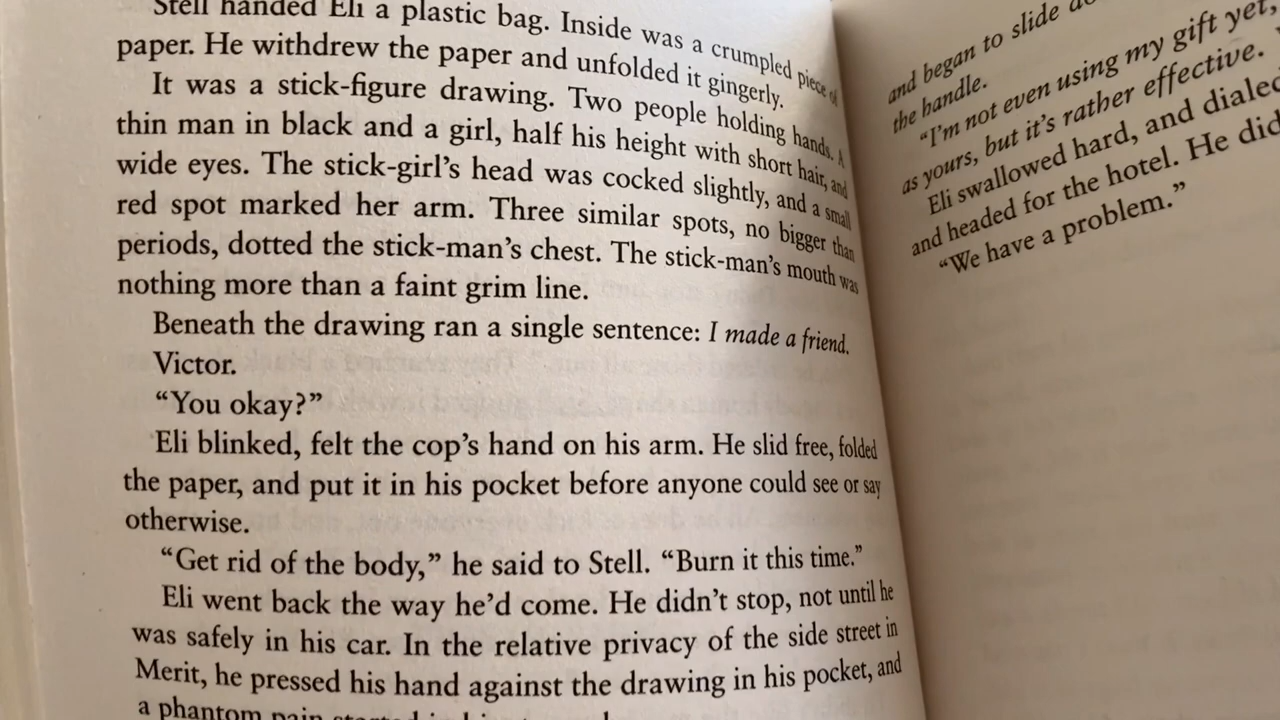 Stell handed Eli a plastic bag. Inside was a crumpled piece of
paper. He withdrew the paper and unfolded it gingerly.
It was a stick-figure drawing. Two people holding hands. A
thin man in black and a girl, half his height with short hair, and
wide eyes. The stick-girl’s head was cocked slightly, and a small
red spot marked her arm. Three similar spots, no bigger than
periods, dotted the stick-man’s chest. The stick-man’s mouth was
nothing more than a faint grim line.
Beneath the drawing ran a single sentence: I made a friend.
Victor.
“You okay?”
Eli blinked, felt the cop’s hand on his arm. He slid free, folded
the paper, and put it in his pocket before anyone could see or say
otherwise.
“Get rid of the body,” he said to Stell. “Burn it this time.”
Eli went back the way he’d come. He didn’t stop, not until he
was safely in his car. In the relative privacy of the side street in
Merit, he pressed his hand against the drawing in his pocket, and
a phantom pain started in his
and began to slide
the handle.
“I’m not even using my gift yet,
as yours, but it’s rather effective.
Eli swallowed hard, and dialed
and headed for the hotel. He did
“We have a problem.”